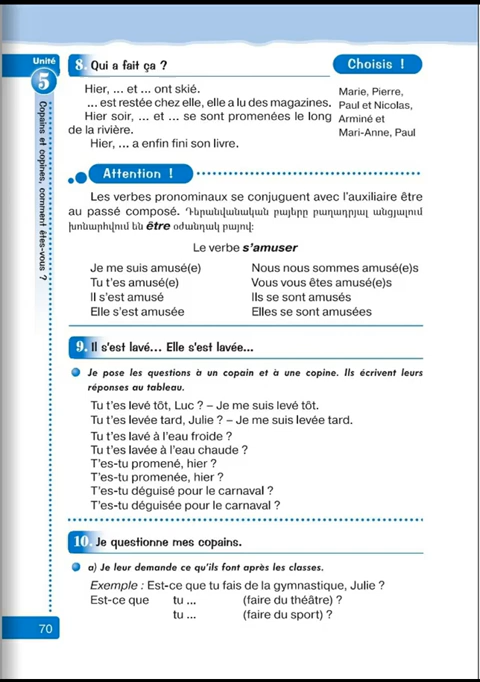 Unité
5
Copains et copines, comment êtes-vous ?
8. Qui a fait ça ?
Choisis !
Hier, ... et ... ont skié.
... est restée chez elle, elle a lu des magazines.
Hier soir, ... et ... se sont promenées le long
de la rivière.
Hier, ... a enfin fini son livre.
Marie, Pierre,
Paul et Nicolas,
Arminé et
Mari-Anne, Paul
Attention !
Les verbes pronominaux se conjuguent avec l'auxiliaire être
au passé composé. Դերանվանական բայերը բաղադրյալ անցյալում
խոնարհվում են être օժանդակ բայով:
Le verbe s'amuser
Je me suis amusé(e)
Tu t'es amusé(e)
Il s'est amusé
Elle s'est amusée
Nous nous sommes amusé(e)s
Vous vous êtes amusé(e)s
Ils se sont amusés
Elles se sont amusées
9. Il s'est lavé... Elle s'est lavée...
Je pose les questions à un copain et à une copine. Ils écrivent leurs
réponses au tableau.
Tu t'es levé tôt, Luc ? – Je me suis levé tôt.
Tu t'es levée tard, Julie ? – Je me suis levée tard.
Tu t'es lavé à l'eau froide ?
Tu t'es lavée à l'eau chaude ?
T'es-tu promené, hier ?
T'es-tu promenée, hier ?
T'es-tu déguisé pour le carnaval ?
T'es-tu déguisée pour le carnaval ?
10. Je questionne mes copains.
a) Je leur demande ce qu'ils font après les classes.
Exemple : Est-ce que tu fais de la gymnastique, Julie ?
Est-ce que tu ... (faire du théâtre) ?
tu ... (faire du sport) ?
70